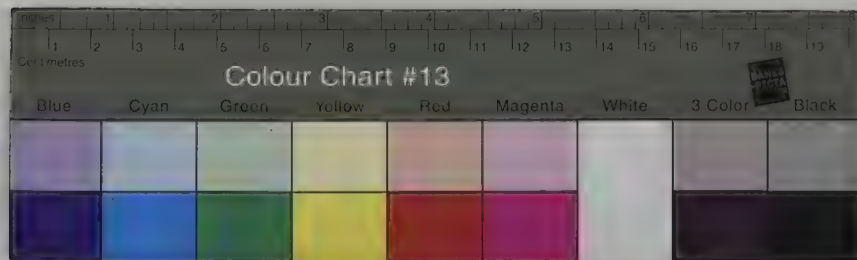 Inches 1 2 3 4 5 6 7 8
1 2 3 4 5 6 7 8 9 10 11 12 13 14 15 16 17 18 19
Centimetres
Colour Chart #13
Blue Cyan Green Yellow Red Magenta White 3 Color Black